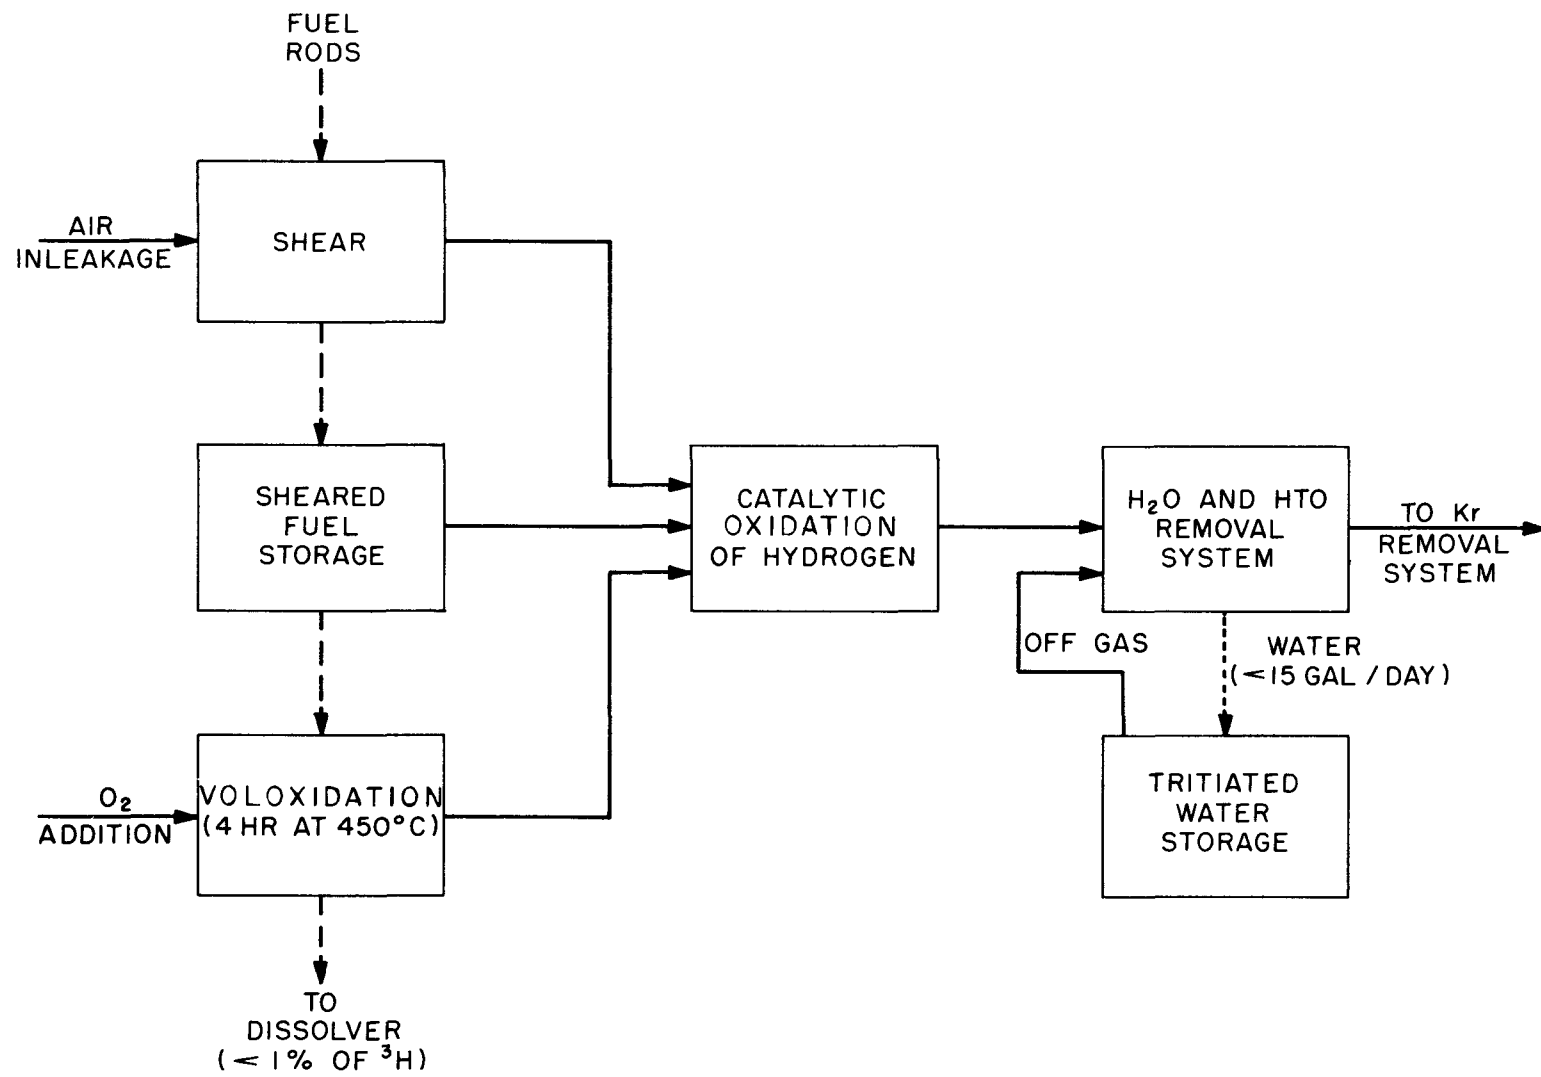 FUEL
RODS
AIR
INLEAKAGE
SHEAR
SHEARED
FUEL
STORAGE
CATALYTIC
OXIDATION
OF HYDROGEN
H₂O AND HTO
REMOVAL
SYSTEM
TO Kr
REMOVAL
SYSTEM
OFF GAS
WATER
(<15 GAL / DAY)
O₂
ADDITION
VOLOXIDATION
(4 HR AT 450°C)
TRITIATED
WATER
STORAGE
TO
DISSOLVER
(< 1% OF ³H)